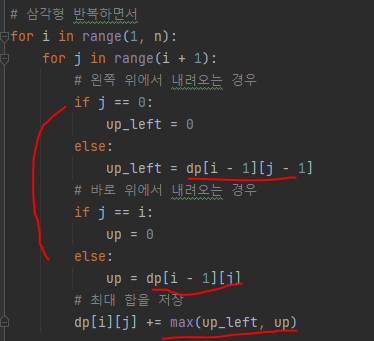 # 삼각형 반복하면서
for i in range(1, n):
    for j in range(i + 1):
        # 왼쪽 위에서 내려오는 경우
        if j == 0:
            up_left = 0
        else:
            up_left = dp[i - 1][j - 1]
        # 바로 위에서 내려오는 경우
        if j == i:
            up = 0
        else:
            up = dp[i - 1][j]
        # 최대 합을 저장
        dp[i][j] += max(up_left, up)